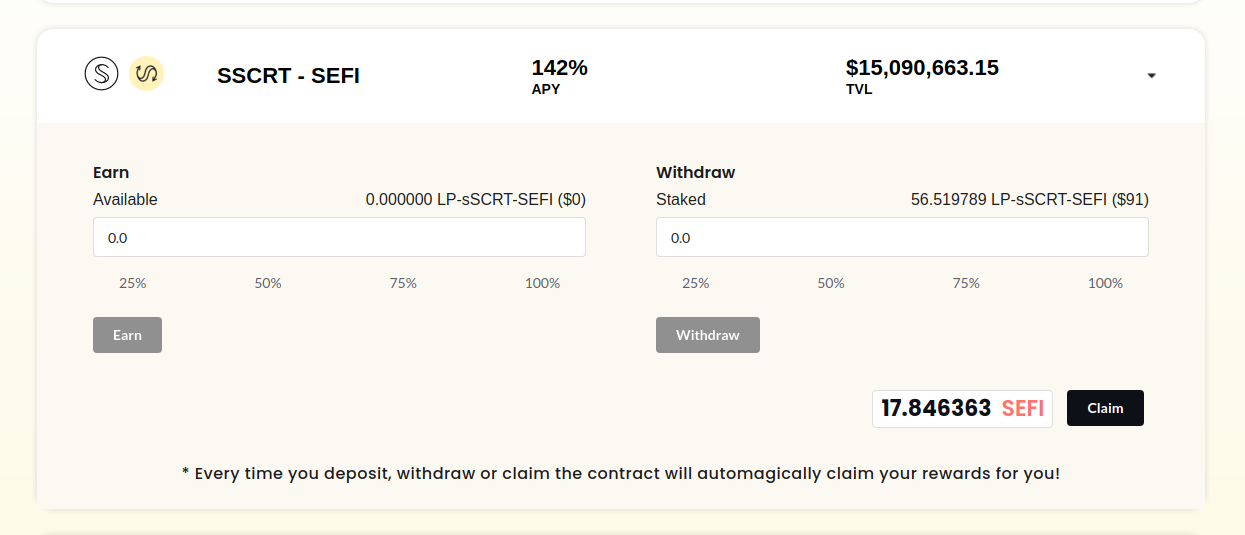 SSCRT - SEFI
142%
APY
$15,090,663.15
TVL
Earn
Available 0.000000 LP-sSCRT-SEFI ($0)
0.0
25% 50% 75% 100%
Earn
Withdraw
Staked 56.519789 LP-sSCRT-SEFI ($91)
0.0
25% 50% 75% 100%
Withdraw
17.846363 SEFI Claim
* Every time you deposit, withdraw or claim the contract will automagically claim your rewards for you!